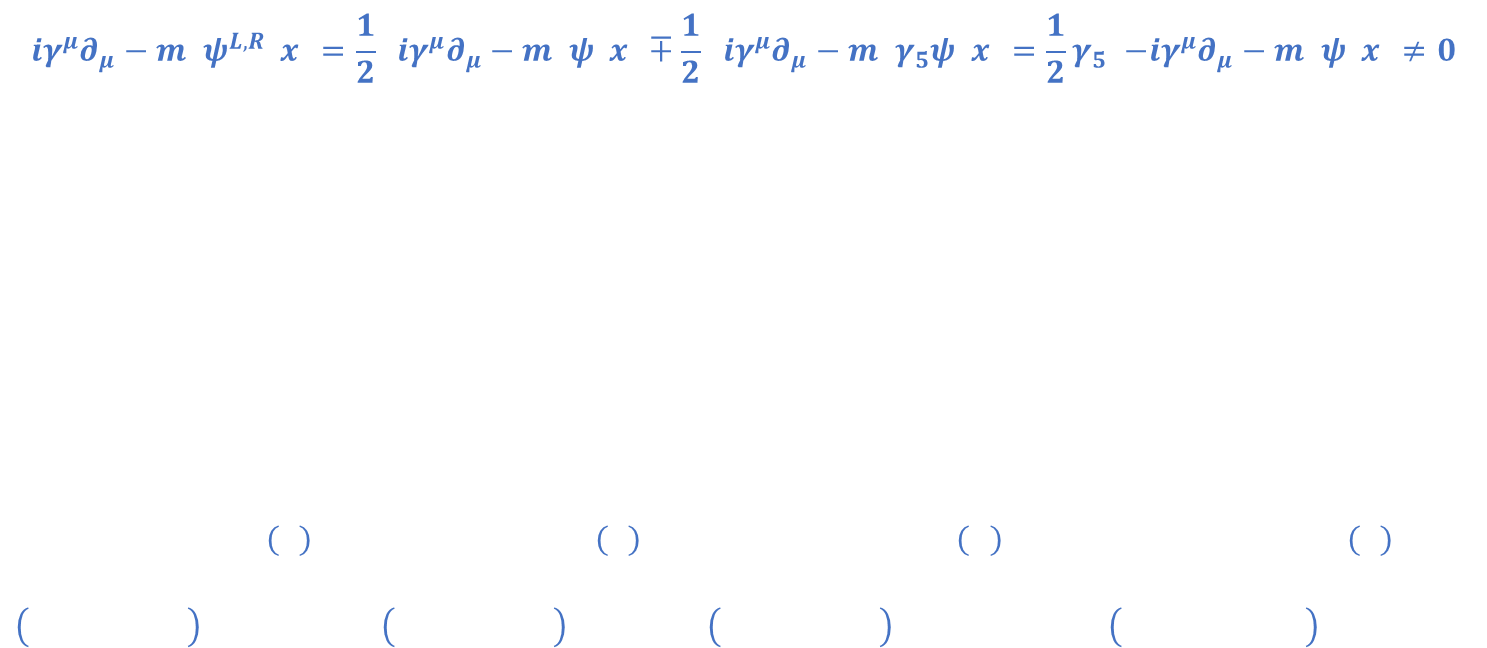 iγ^μ∂_μ − m ψ^{L,R} x = 1/2 iγ^μ∂_μ − m ψ x ∓ 1/2 iγ^μ∂_μ − m γ_5ψ x = 1/2 γ_5 −iγ^μ∂_μ − m ψ x ≠ 0
( ) ( ) ( ) ( )
( ) ( ) ( ) ( )